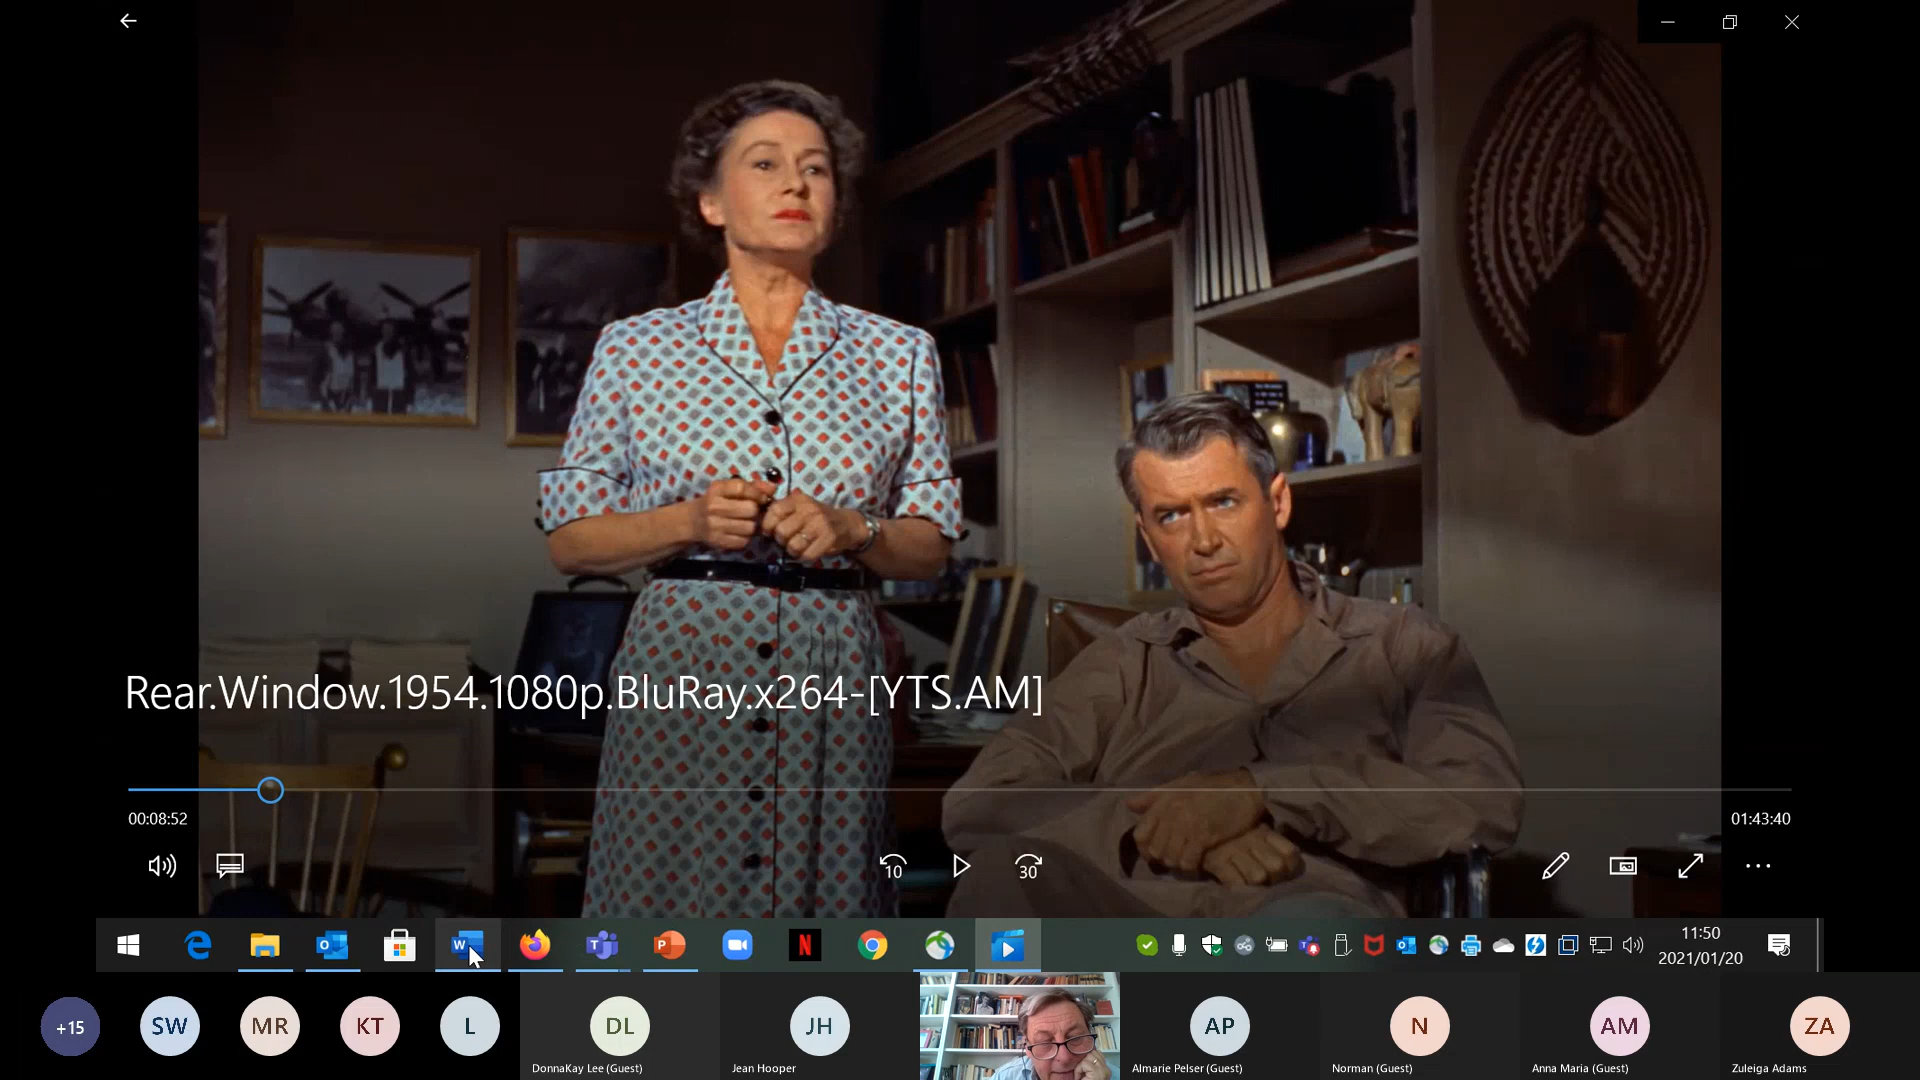 Rear.Window.1954.1080p.BluRay.x264-[YTS.AM]
00:08:52
01:43:40
10
30
11:50
2021/01/20
+15
SW
MR
KT
L
DL
DonnaKay Lee (Guest)
JH
Jean Hooper
AP
Almarie Pelser (Guest)
N
Norman (Guest)
AM
Anna Maria (Guest)
ZA
Zuleiga Adams